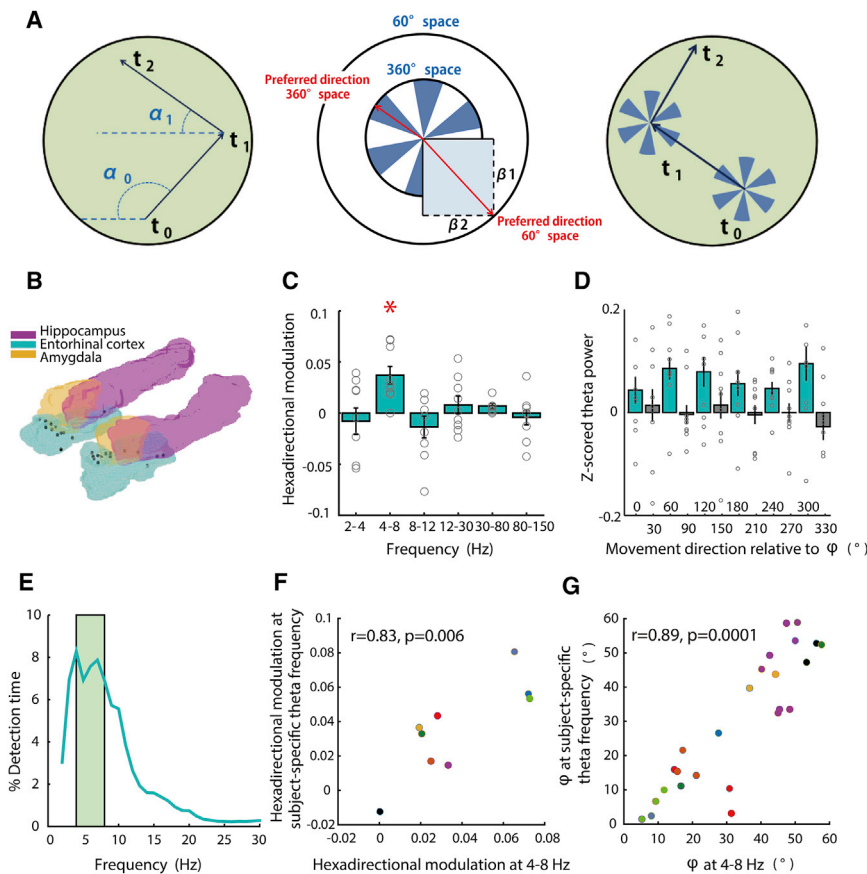 A
t2
α1
t1
α0
t0
60° space
Preferred direction
360° space
360° space
β1
β2
Preferred direction
60° space
t2
t1
t0
B
Hippocampus
Entorhinal cortex
Amygdala
C
Hexadirectional modulation
0.1
0.05
0
-0.05
-0.1
*
2-4 4-8 8-12 12-30 30-80 80-150
Frequency (Hz)
D
Z-scored theta power
0.2
0
-0.2
0 60 120 180 240 300
30 90 150 210 270 330
Movement direction relative to φ (°)
E
% Detection time
10
8
6
4
2
0
0 5 10 15 20 25 30
Frequency (Hz)
F
Hexadirectional modulation at
subject-specific theta frequency
r=0.83, p=0.006
0.1
0.08
0.06
0.04
0.02
0
-0.02
-0.02 0 0.02 0.04 0.06 0.08
Hexadirectional modulation at 4-8 Hz
G
φ at subject-specific
theta frequency (°)
r=0.89, p=0.0001
60
50
40
30
20
10
0
0 10 20 30 40 50 60
φ at 4-8 Hz (°)